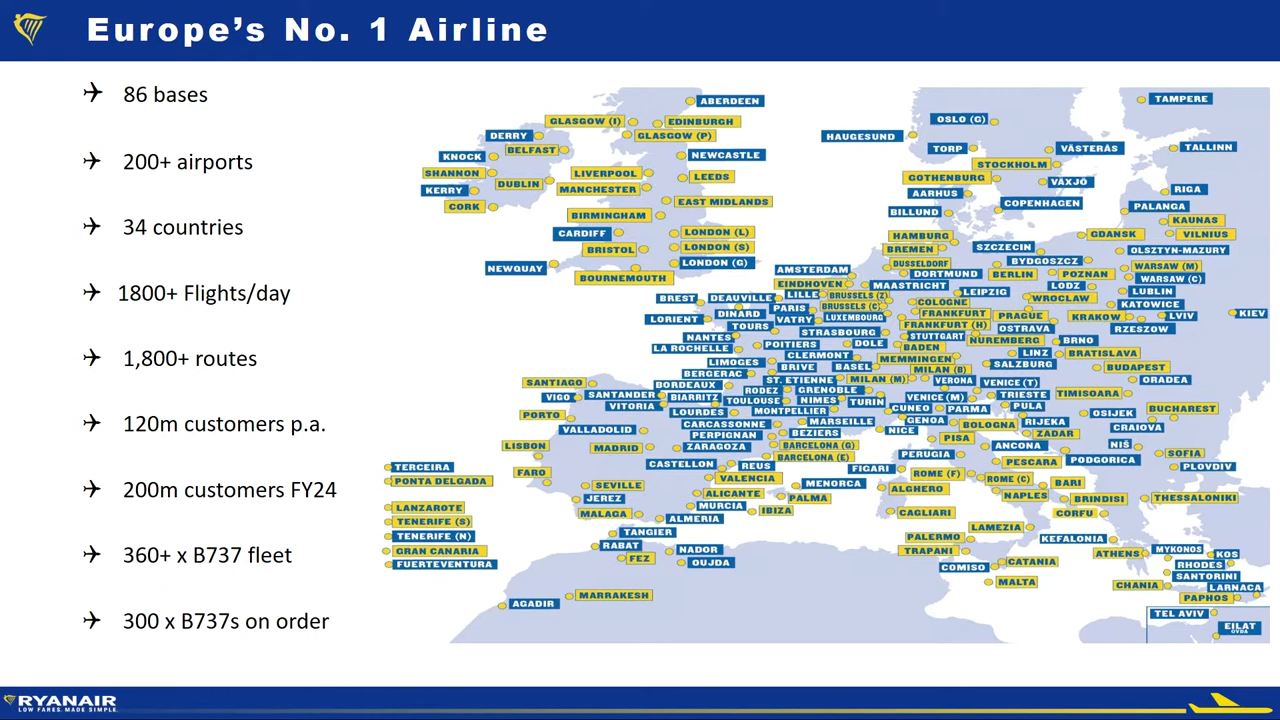 Europe's No. 1 Airline
86 bases
200+ airports
34 countries
1800+ Flights/day
1,800+ routes
120m customers p.a.
200m customers FY24
360+ x B737 fleet
300 x B737s on order
ABERDEEN
GLASGOW (I)
EDINBURGH
DERRY
GLASGOW (P)
BELFAST
KNOCK
NEWCASTLE
SHANNON
LIVERPOOL
LEEDS
DUBLIN
KERRY
MANCHESTER
CORK
EAST MIDLANDS
BIRMINGHAM
CARDIFF
LONDON (L)
BRISTOL
LONDON (S)
NEWQUAY
LONDON (G)
BOURNEMOUTH
TAMPERE
OSLO (G)
HAUGESUND
TORP
VÄSTERÅS
TALLINN
STOCKHOLM
GOTHENBURG
VÄXJÖ
AARHUS
RIGA
COPENHAGEN
PALANGA
BILLUND
KAUNAS
HAMBURG
GDANSK
VILNIUS
BREMEN
SZCZECIN
OLSZTYN-MAZURY
DUSSELDORF
BYDGOSZCZ
WARSAW (M)
AMSTERDAM
DORTMUND
BERLIN
POZNAN
WARSAW (C)
EINDHOVEN
MAASTRICHT
LODZ
LUBLIN
BREST
DEAUVILLE
LILLE
BRUSSELS (Z)
COLOGNE
LEIPZIG
WROCLAW
KATOWICE
PARIS
BRUSSELS (C)
DINARD
FRANKFURT
PRAGUE
KRAKOW
LVIV
KIEV
LORIENT
VATRY
LUXEMBOURG
TOURS
FRANKFURT (H)
OSTRAVA
RZESZOW
STRASBOURG
STUTTGART
NANTES
POITIERS
DOLE
NUREMBERG
BRNO
LA ROCHELLE
BADEN
LINZ
BRATISLAVA
CLERMONT
MEMMINGEN
SALZBURG
LIMOGES
BRIVE
BASEL
MILAN (B)
BUDAPEST
BERGERAC
SANTIAGO
BORDEAUX
ST. ETIENNE
MILAN (M)
VERONA
VENICE (T)
ORADEA
RODEZ
GRENOBLE
TRIESTE
TIMISOARA
VIGO
SANTANDER
BIARRITZ
TOULOUSE
NIMES
TURIN
VENICE (M)
VITORIA
CUNEO
PARMA
PULA
BUCHAREST
PORTO
LOURDES
MONTPELLIER
OSIJEK
CARCASSONNE
MARSEILLE
GENOA
BOLOGNA
RIJEKA
CRAIOVA
VALLADOLID
PERPIGNAN
BEZIERS
NICE
PISA
ZADAR
LISBON
MADRID
ZARAGOZA
BARCELONA (G)
ANCONA
NIŠ
BARCELONA (E)
PERUGIA
SOFIA
CASTELLON
REUS
FIGARI
PESCARA
PODGORICA
PLOVDIV
TERCEIRA
FARO
VALENCIA
ROME (F)
ROME (C)
PONTA DELGADA
SEVILLE
MENORCA
ALGHERO
BARI
JEREZ
ALICANTE
PALMA
NAPLES
BRINDISI
THESSALONIKI
LANZAROTE
MURCIA
IBIZA
CAGLIARI
CORFU
MALAGA
ALMERIA
TENERIFE (S)
LAMEZIA
TENERIFE (N)
TANGIER
PALERMO
KEFALONIA
RABAT
NADOR
TRAPANI
MYKONOS
GRAN CANARIA
FEZ
ATHENS
KOS
FUERTEVENTURA
OUJDA
COMISO
CATANIA
RHODES
SANTORINI
MALTA
CHANIA
LARNACA
MARRAKESH
PAPHOS
AGADIR
TEL AVIV
EILAT
OVDA
RYANAIR
LOW FARES. MADE SIMPLE.